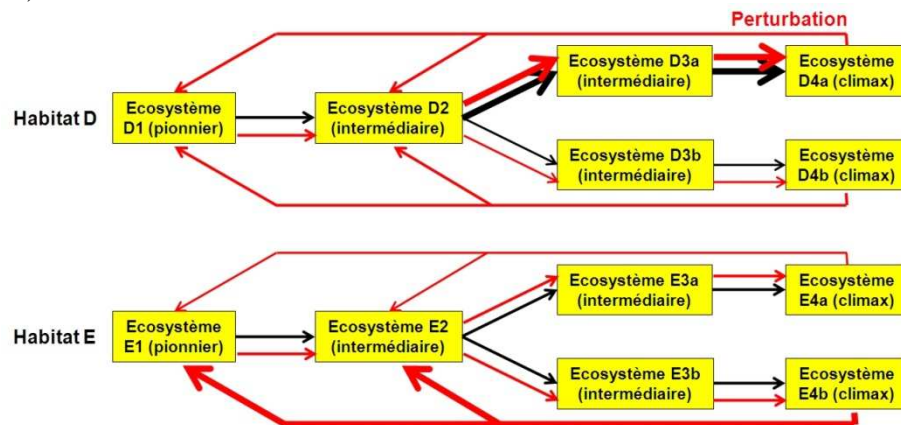 Perturbation
Ecosystème D3a
(intermédiaire)
Ecosystème
D4a (climax)
Habitat D
Ecosystème
D1 (pionnier)
Ecosystème D2
(intermédiaire)
Ecosystème D3b
(intermédiaire)
Ecosystème
D4b (climax)
Ecosystème E3a
(intermédiaire)
Ecosystème
E4a (climax)
Habitat E
Ecosystème
E1 (pionnier)
Ecosystème E2
(intermédiaire)
Ecosystème E3b
(intermédiaire)
Ecosystème
E4b (climax)